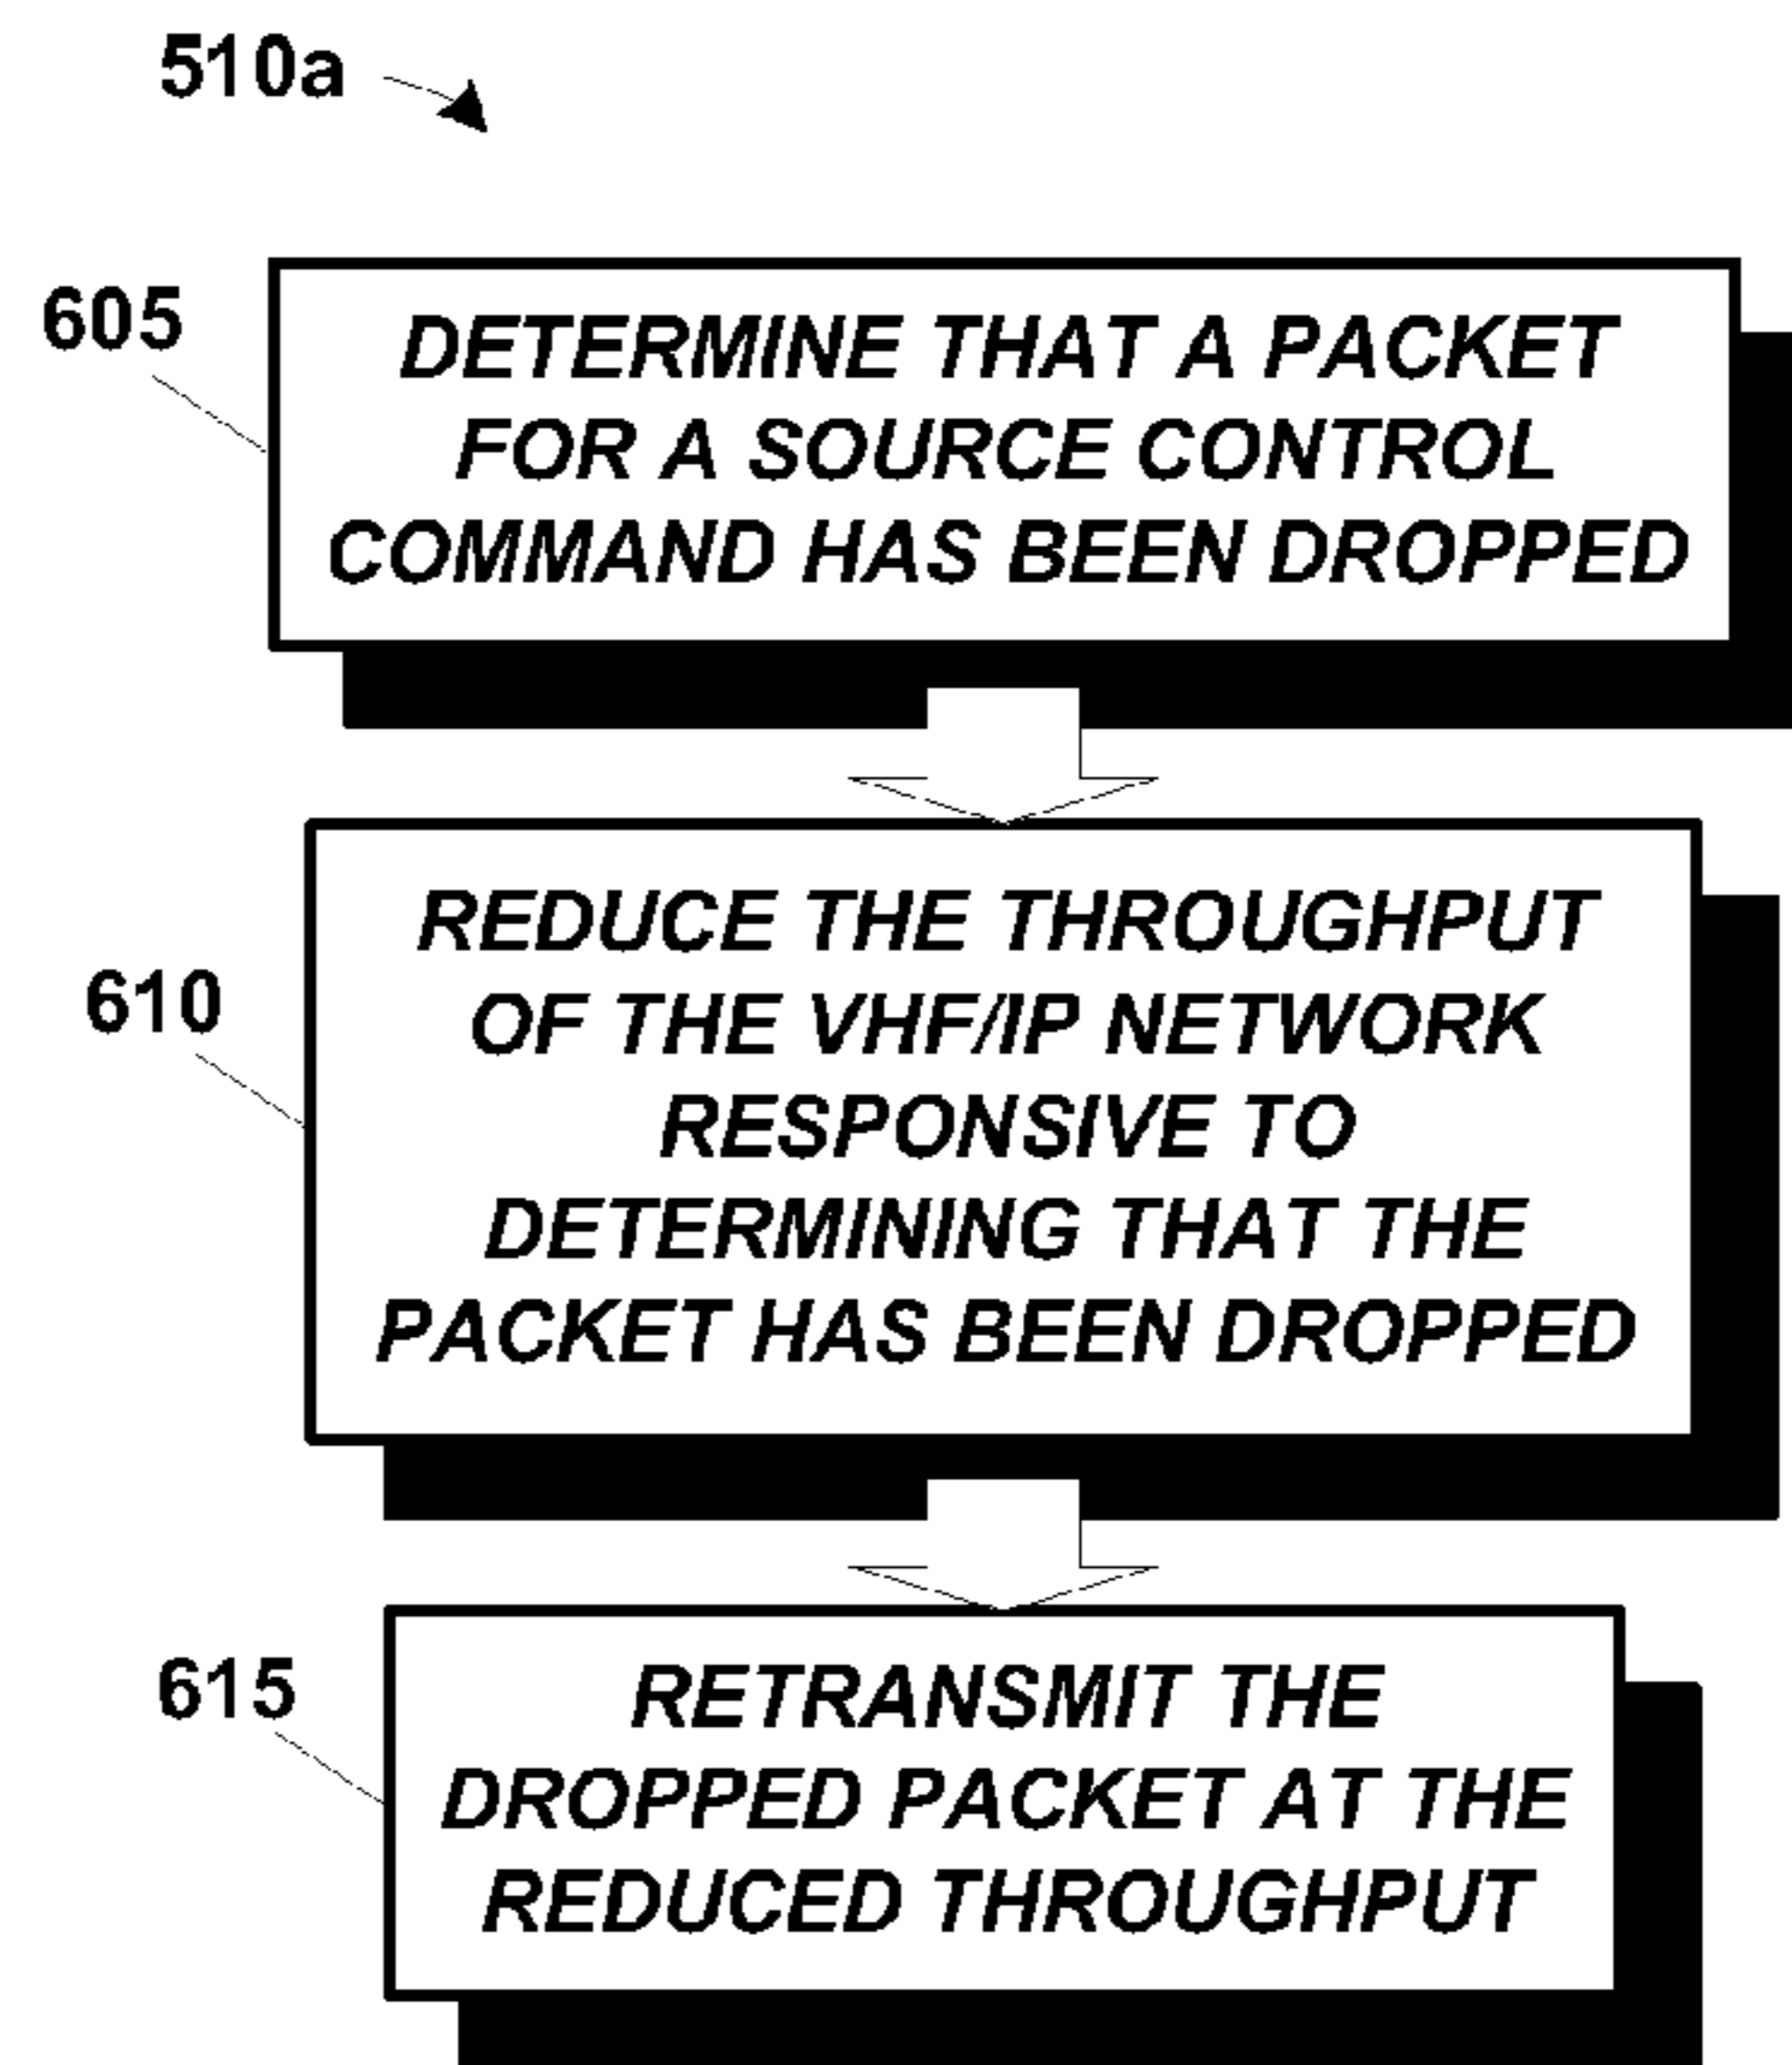 510a
605
DETERMINE THAT A PACKET
FOR A SOURCE CONTROL
COMMAND HAS BEEN DROPPED
610
REDUCE THE THROUGHPUT
OF THE VHF/IP NETWORK
RESPONSIVE TO
DETERMINING THAT THE
PACKET HAS BEEN DROPPED
615
RETRANSMIT THE
DROPPED PACKET AT THE
REDUCED THROUGHPUT